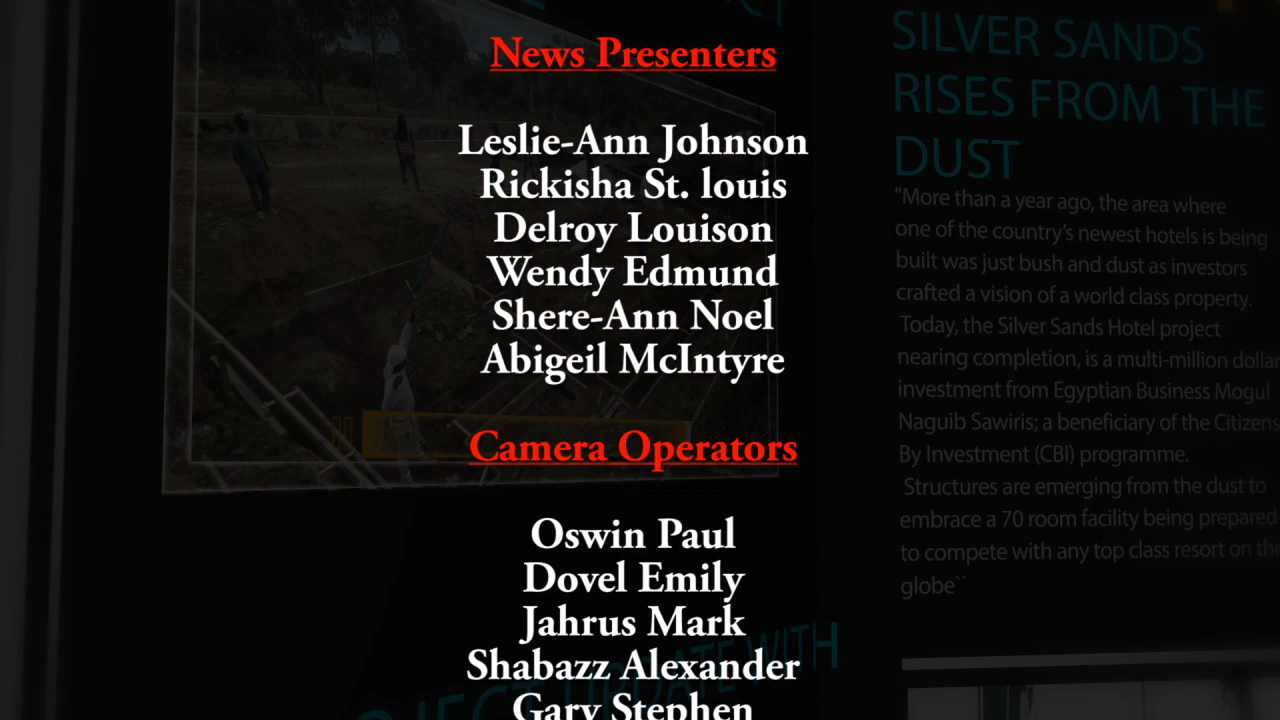 News Presenters
Leslie-Ann Johnson
Rickisha St. louis
Delroy Louison
Wendy Edmund
Shere-Ann Noel
Abigeil McIntyre
Camera Operators
Oswin Paul
Dovel Emily
Jahrus Mark
Shabazz Alexander
Gary Stephen
SILVER SANDS
RISES FROM THE
DUST
"More than a year ago, the area where
one of the country's newest hotels is being
built was just bush and dust as investors
crafted a vision of a world class property.
Today, the Silver Sands Hotel project
nearing completion, is a multi-million dollar
investment from Egyptian Business Mogul
Naguib Sawiris; a beneficiary of the Citizens
By Investment (CBI) programme.
Structures are emerging from the dust to
embrace a 70 room facility being prepared
to compete with any top class resort on the
globe``
UPDATE WITH